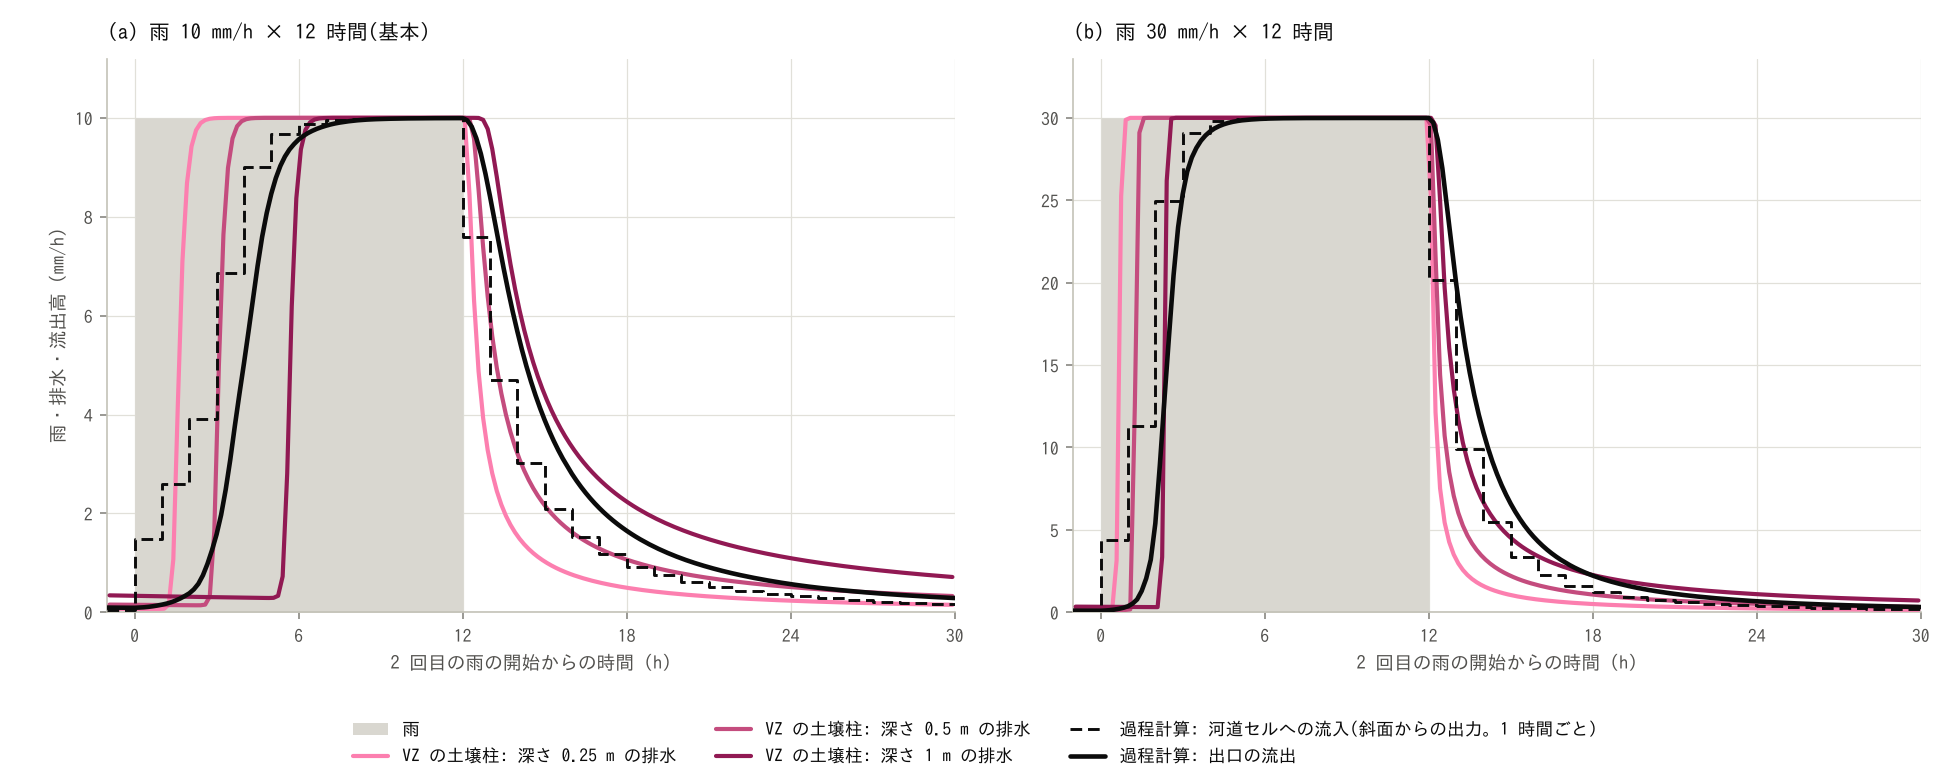 (a) 雨 10 mm/h × 12 時間(基本)
(b) 雨 30 mm/h × 12 時間
雨・排水・流出高 (mm/h)
10
8
6
4
2
0
0 6 12 18 24 30
2 回目の雨の開始からの時間 (h)
30
25
20
15
10
5
0
0 6 12 18 24 30
2 回目の雨の開始からの時間 (h)
雨
VZ の土壌柱: 深さ 0.25 m の排水
VZ の土壌柱: 深さ 0.5 m の排水
VZ の土壌柱: 深さ 1 m の排水
過程計算: 河道セルへの流入(斜面からの出力。1 時間ごと)
過程計算: 出口の流出